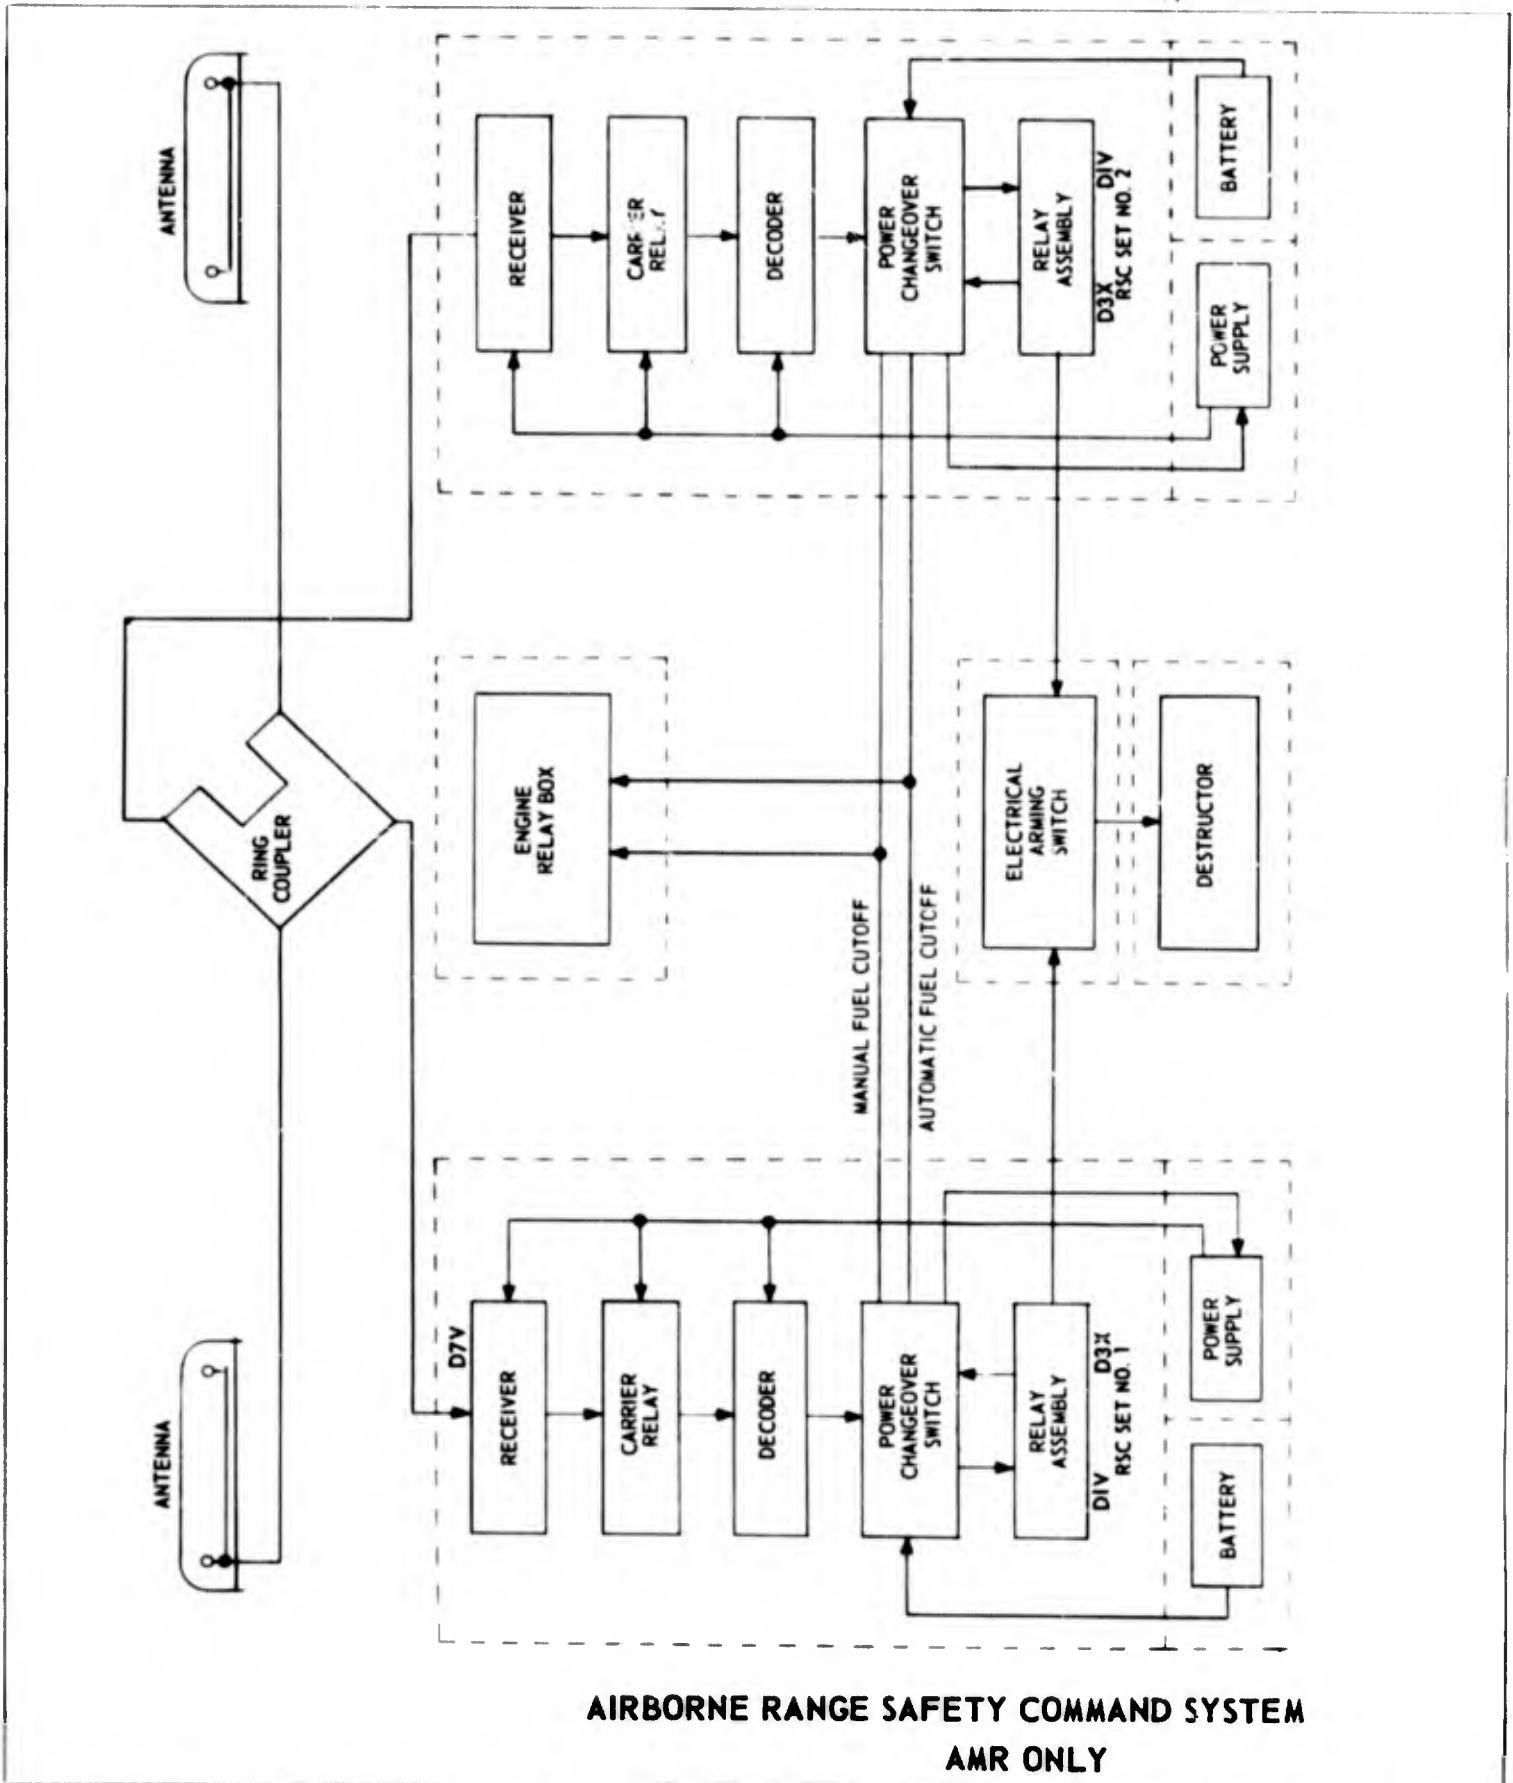 ANTENNA
ANTENNA
RING
COUPLER
D7V
RECEIVER
CARRIER
RELAY
DECODER
POWER
CHANGEOVER
SWITCH
RELAY
ASSEMBLY
DIV
D3X
RSC SET NO. 1
BATTERY
POWER
SUPPLY
ENGINE
RELAY BOX
MANUAL FUEL CUTOFF
AUTOMATIC FUEL CUTOFF
ELECTRICAL
ARMING
SWITCH
DESTRUCTOR
RECEIVER
CARRIER
RELAY
DECODER
POWER
CHANGEOVER
SWITCH
RELAY
ASSEMBLY
D3X
DIV
RSC SET NO. 2
POWER
SUPPLY
BATTERY
AIRBORNE RANGE SAFETY COMMAND SYSTEM
AMR ONLY